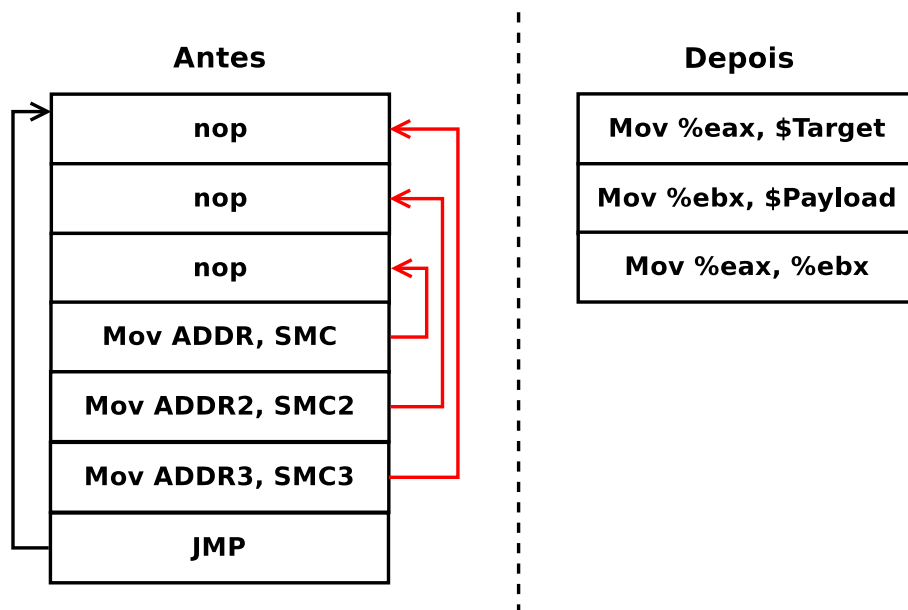 Antes
nop
nop
nop
Mov ADDR, SMC
Mov ADDR2, SMC2
Mov ADDR3, SMC3
JMP
Depois
Mov %eax, $Target
Mov %ebx, $Payload
Mov %eax, %ebx